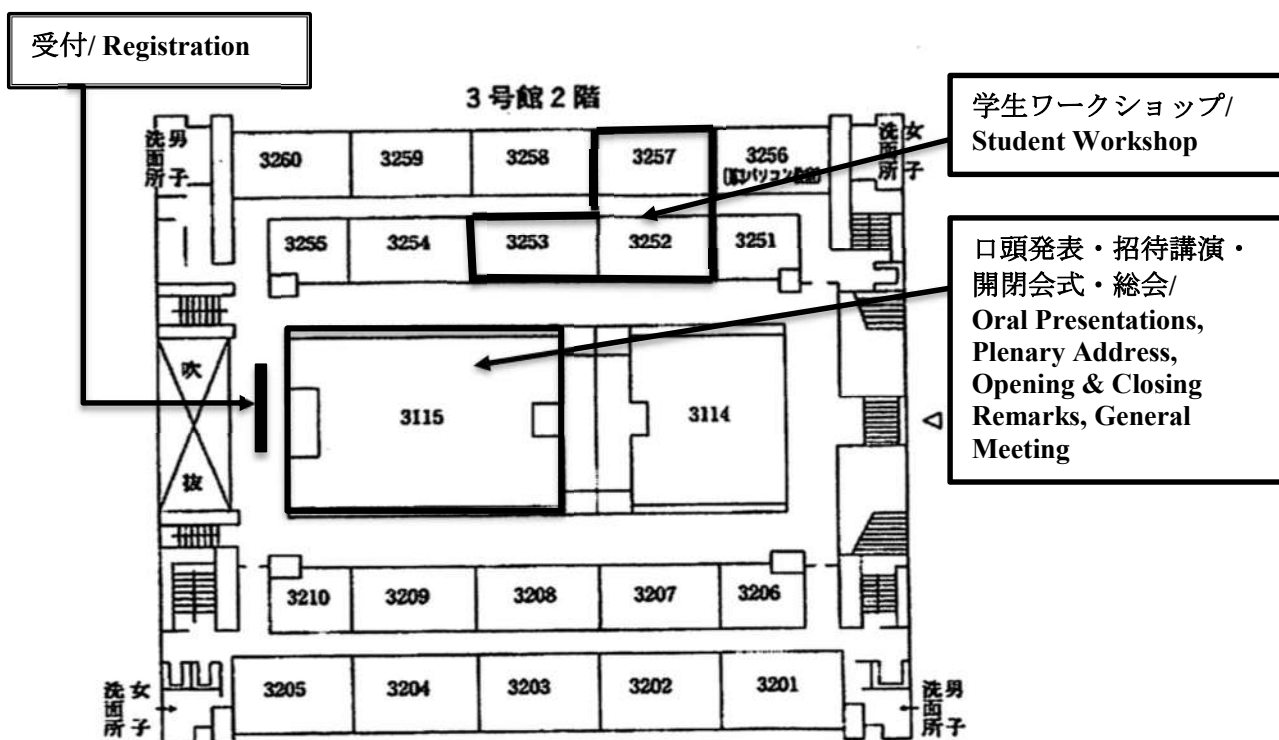 受付/ Registration
3号館2階
学生ワークショップ/
Student Workshop
男子
洗面所
3260
3259
3258
3257
3256
女子
洗面所
3255
3254
3253
3252
3251
口頭発表・招待講演・
開閉会式・総会/
Oral Presentations,
Plenary Address,
Opening & Closing
Remarks, General
Meeting
吹
抜
3115
3114
3210
3209
3208
3207
3206
3205
3204
3203
3202
3201
女子
洗面所
男子
洗面所